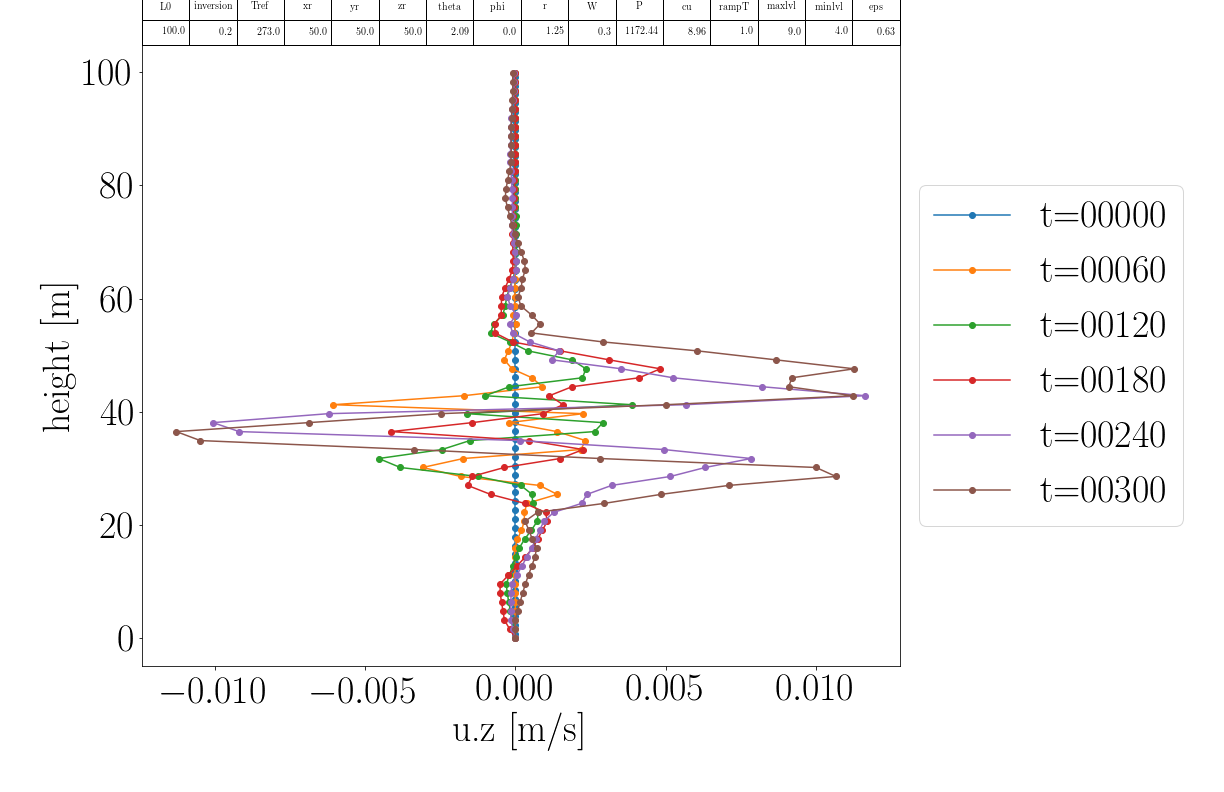 L0 inversion Tref xr yr zr theta phi r W P cu rampT maxlvl minlvl eps
100.0 0.2 273.0 50.0 50.0 50.0 2.09 0.0 1.25 0.3 1172.44 8.96 1.0 9.0 4.0 0.63
100
80
60
40
20
0
height [m]
−0.010 −0.005 0.000 0.005 0.010
u.z [m/s]
t=00000
t=00060
t=00120
t=00180
t=00240
t=00300